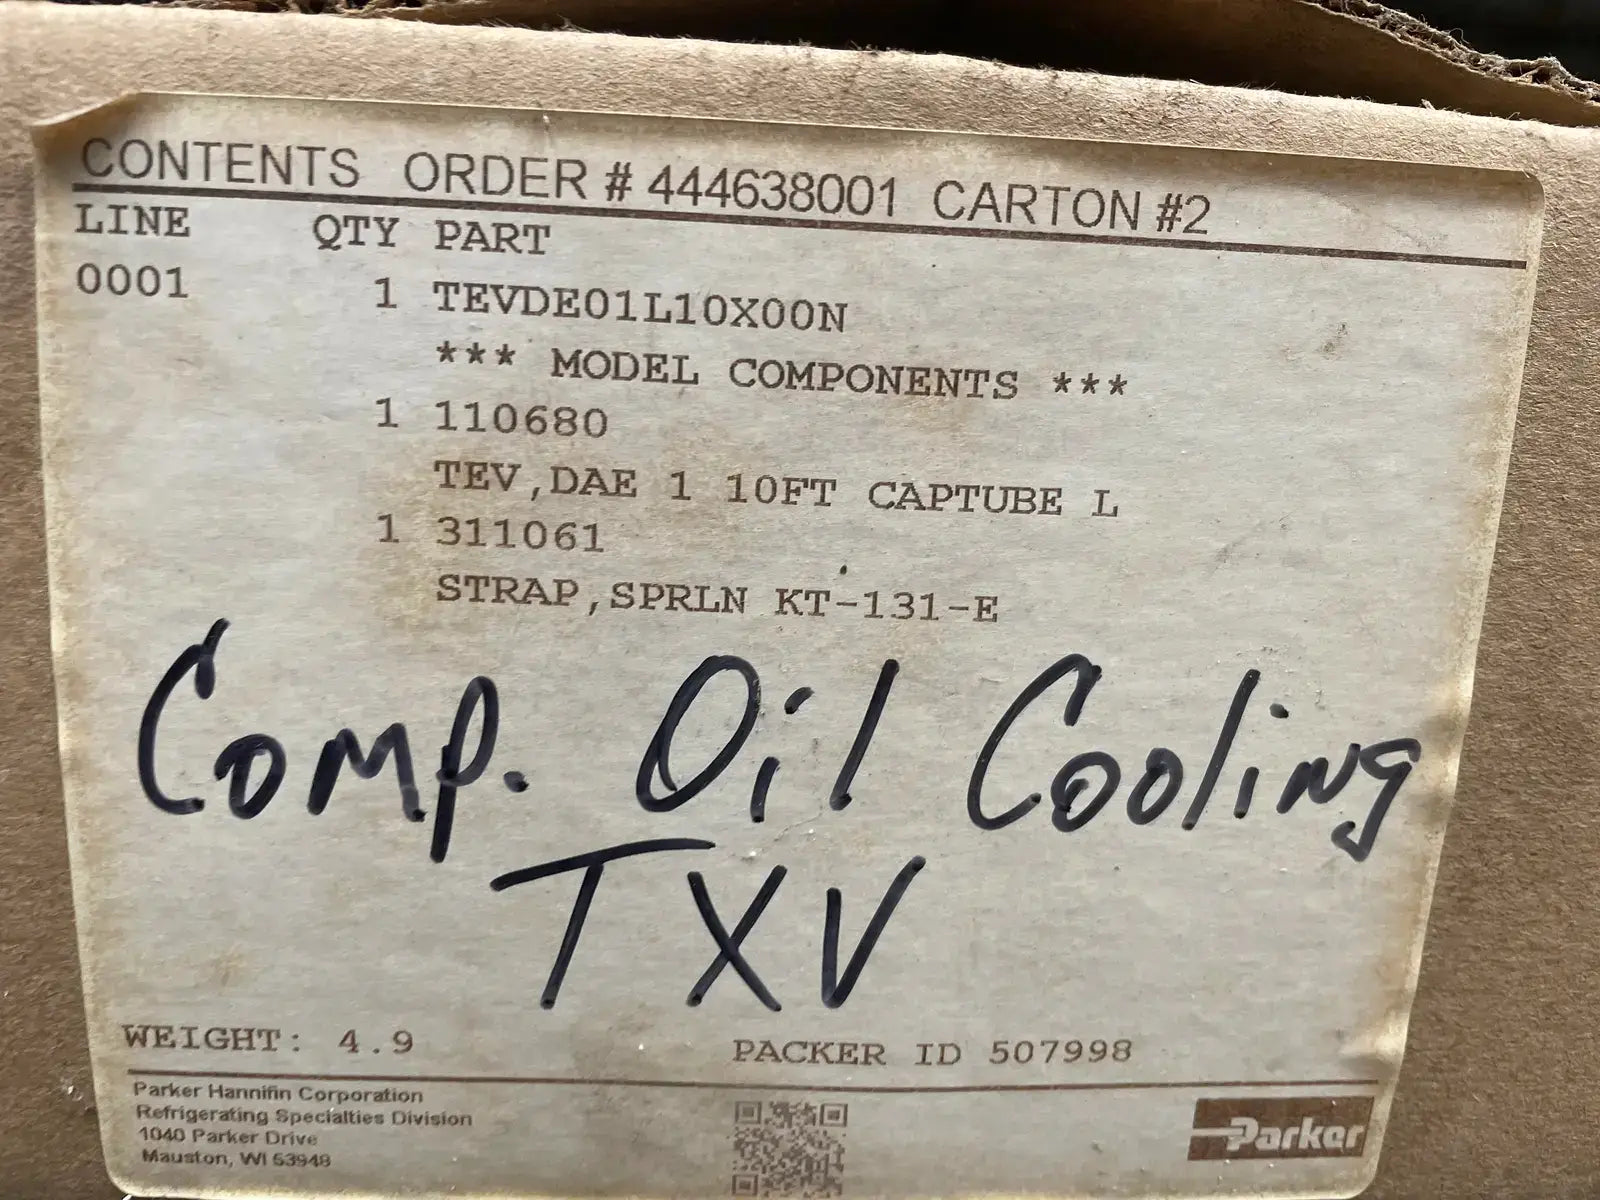 CONTENTS ORDER # 444638001 CARTON #2
LINE QTY PART
0001 1 TEVDE01L10X00N
*** MODEL COMPONENTS ***
1 110680
TEV,DAE 1 10FT CAPTUBE L
1 311061
STRAP,SPRLN KT-131-E
Comp. Oil Cooling
TXV
WEIGHT: 4.9 PACKER ID 507998
Parker Hannifin Corporation
Refrigerating Specialties Division
1040 Parker Drive
Mauston, WI 53948
Parker